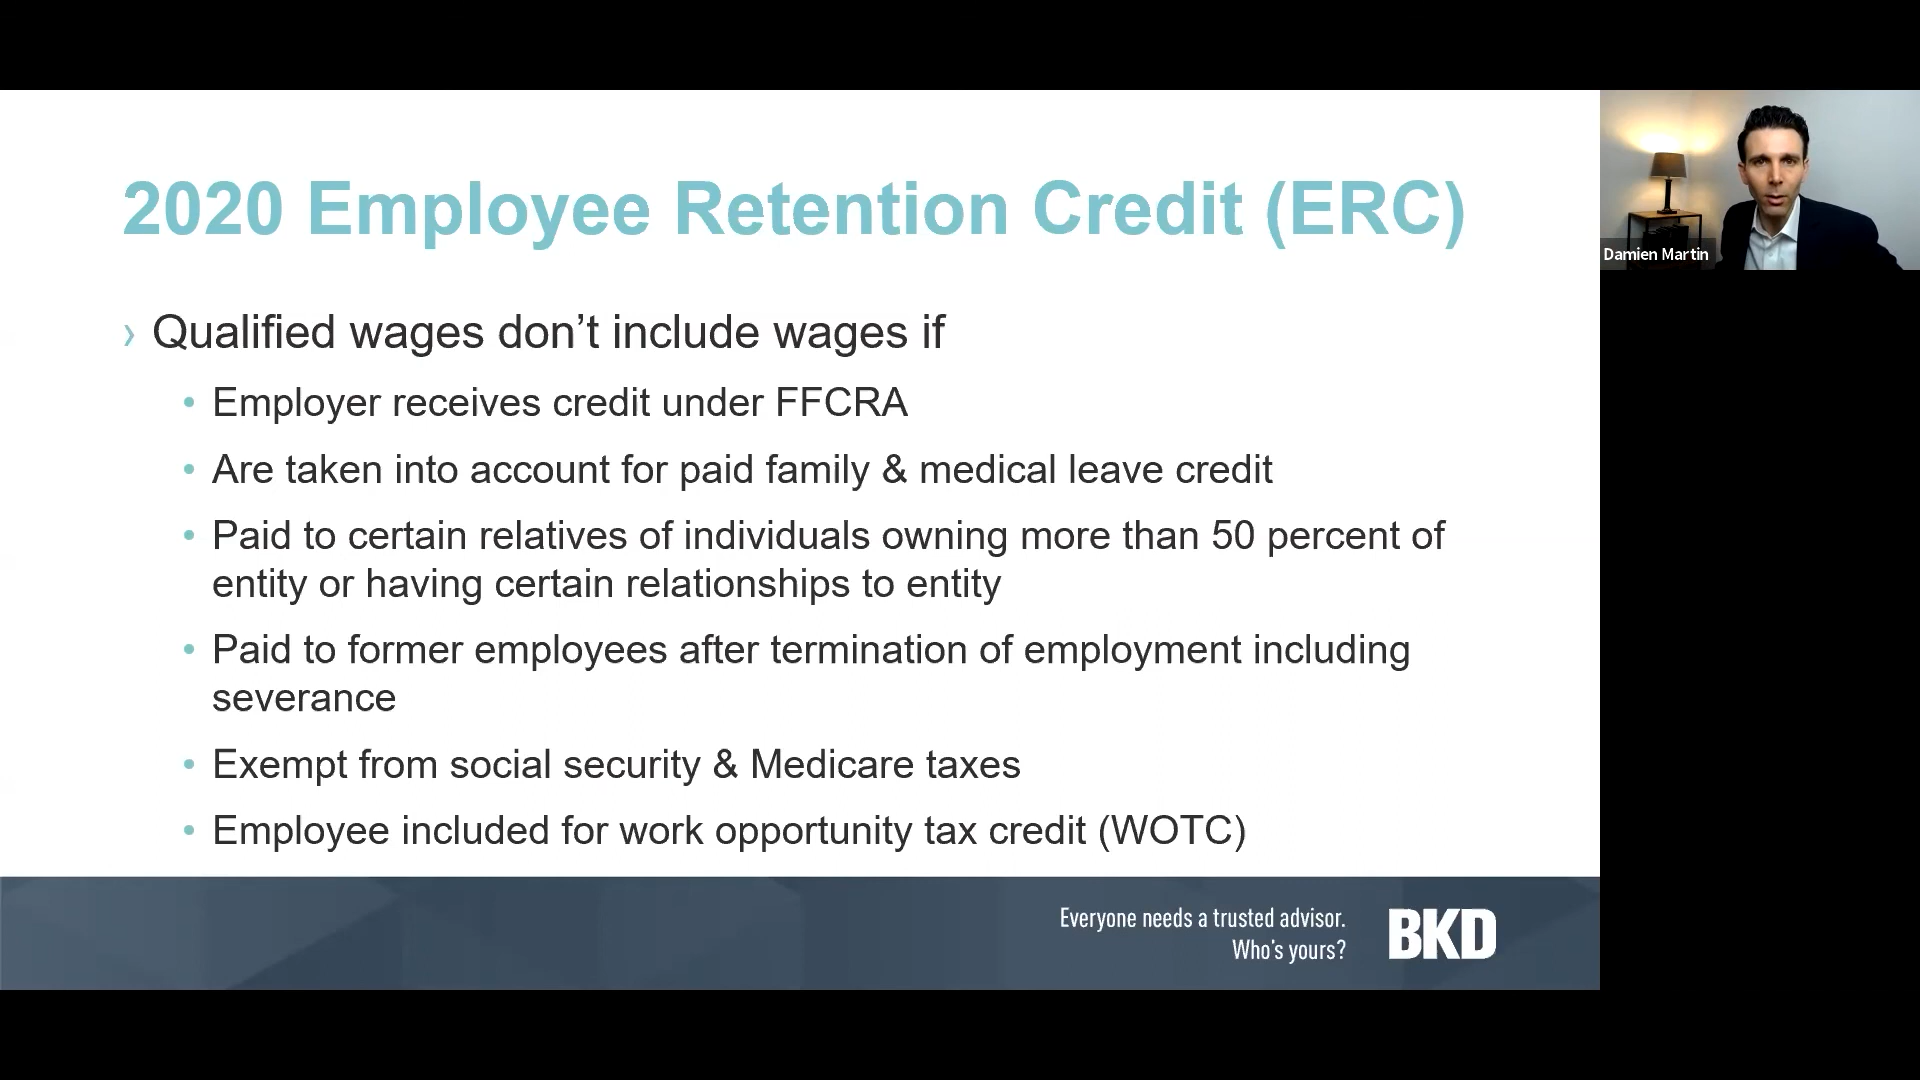 2020 Employee Retention Credit (ERC)
› Qualified wages don’t include wages if
• Employer receives credit under FFCRA
• Are taken into account for paid family & medical leave credit
• Paid to certain relatives of individuals owning more than 50 percent of
entity or having certain relationships to entity
• Paid to former employees after termination of employment including
severance
• Exempt from social security & Medicare taxes
• Employee included for work opportunity tax credit (WOTC)
Everyone needs a trusted advisor.
Who’s yours?
BKD
Damien Martin